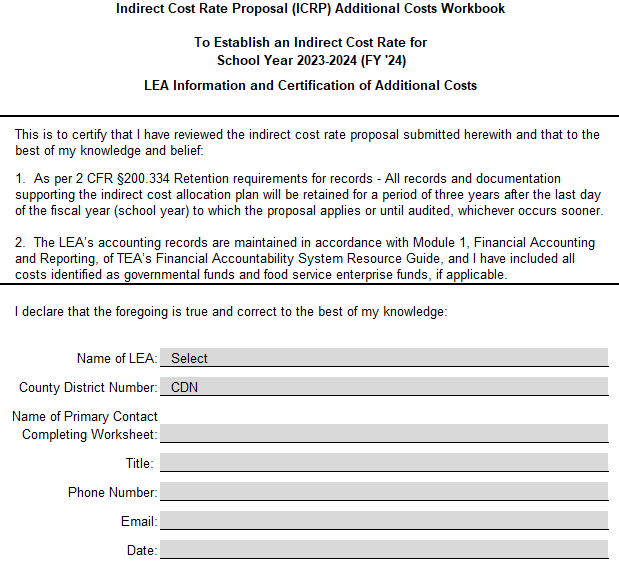 Indirect Cost Rate Proposal (ICRP) Additional Costs Workbook
To Establish an Indirect Cost Rate for
School Year 2023-2024 (FY '24)
LEA Information and Certification of Additional Costs
This is to certify that I have reviewed the indirect cost rate proposal submitted herewith and that to the
best of my knowledge and belief:
1.  As per 2 CFR §200.334 Retention requirements for records - All records and documentation
supporting the indirect cost allocation plan will be retained for a period of three years after the last day
of the fiscal year (school year) to which the proposal applies or until audited, whichever occurs sooner.
2.  The LEA's accounting records are maintained in accordance with Module 1, Financial Accounting
and Reporting, of TEA's Financial Accountability System Resource Guide, and I have included all
costs identified as governmental funds and food service enterprise funds, if applicable.
I declare that the foregoing is true and correct to the best of my knowledge:
Name of LEA: Select
County District Number: CDN
Name of Primary Contact
Completing Worksheet:
Title:
Phone Number:
Email:
Date: